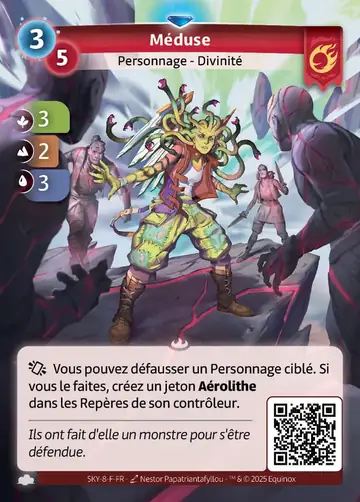 3
Méduse
5
Personnage - Divinité
3
2
3
Vous pouvez défausser un Personnage ciblé. Si
vous le faites, créez un jeton Aérolithe
dans les Repères de son contrôleur.
Ils ont fait d'elle un monstre pour s'être
défendue.
SKY-8-F-FR - Nestor Papatriantafyllou - ™ & © 2025 Equinox